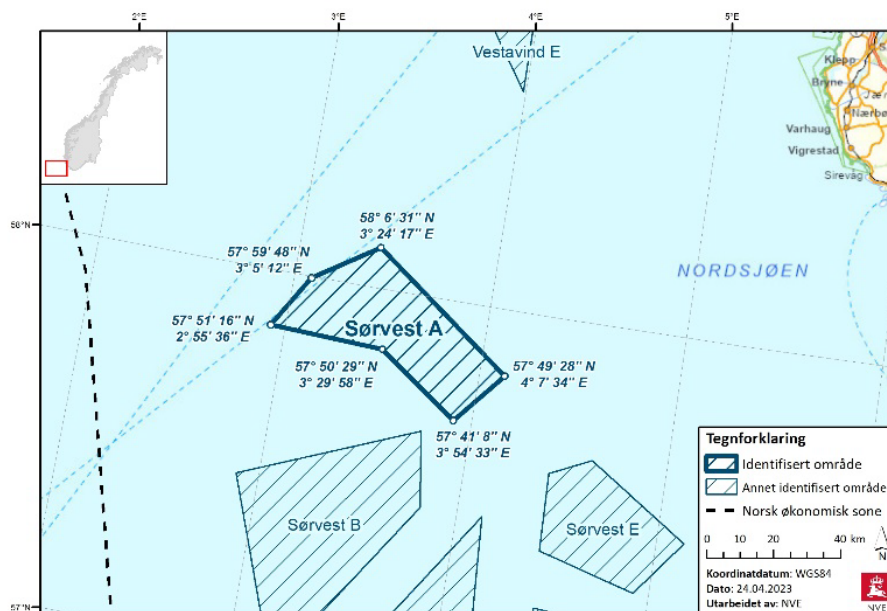 2°E
3°E
4°E
5°E
Vestavind E
Klepp
Bryne
Nærbø
Varhaug
Vigrestad
Sirevåg
58°N
58° 6' 31" N
3° 24' 17" E
57° 59' 48" N
3° 5' 12" E
NORDSJØEN
57° 51' 16" N
2° 55' 36" E
Sørvest A
57° 50' 29" N
3° 29' 58" E
57° 49' 28" N
4° 7' 34" E
57° 41' 8" N
3° 54' 33" E
Sørvest B
Sørvest E
57°N
Tegnforklaring
Identifisert område
Annet identifisert område
Norsk økonomisk sone
0 20 40 km
N
Koordinatdatum: WGS84
Dato: 24.04.2023
Utarbeidet av: NVE
NVE